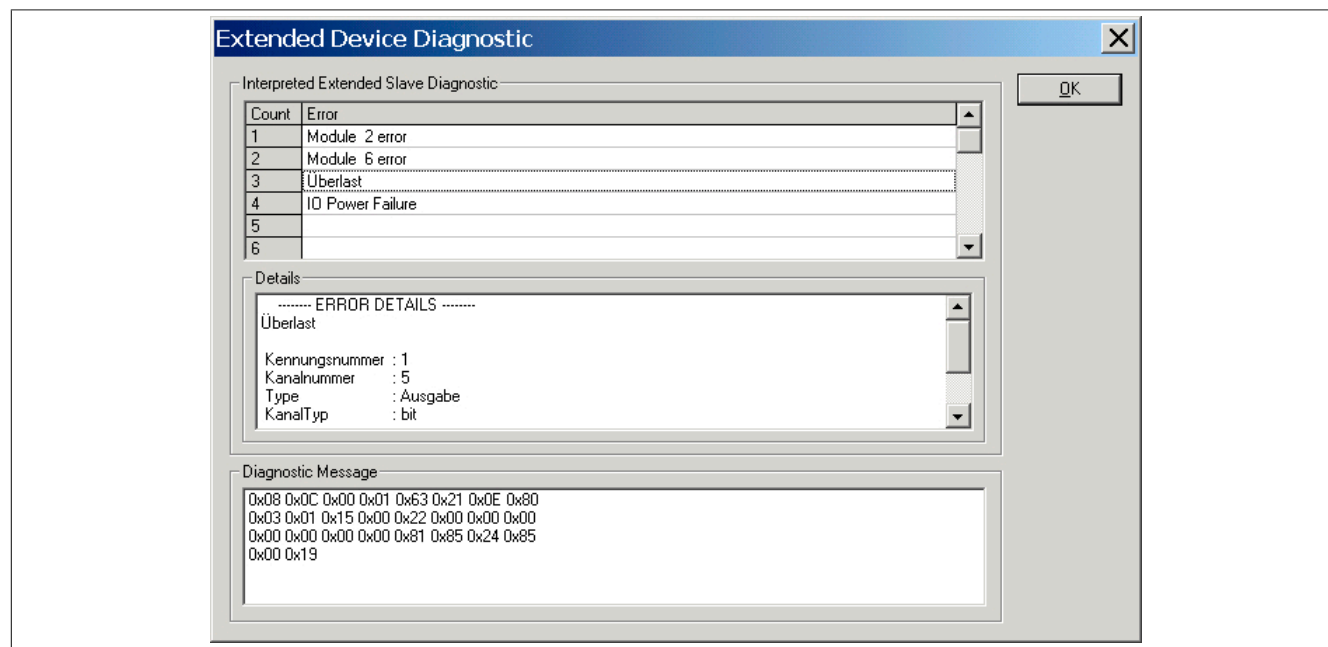 Extended Device Diagnostic
Interpreted Extended Slave Diagnostic
OK
Count Error
1 Module 2 error
2 Module 6 error
3 Überlast
4 IO Power Failure
5
6
Details
-------- ERROR DETAILS --------
Überlast
Kennungsnummer : 1
Kanalnummer : 5
Type : Ausgabe
KanalTyp : bit
Diagnostic Message
0x08 0x0C 0x00 0x01 0x63 0x21 0x0E 0x80
0x03 0x01 0x15 0x00 0x22 0x00 0x00 0x00
0x00 0x00 0x00 0x00 0x81 0x85 0x24 0x85
0x00 0x19